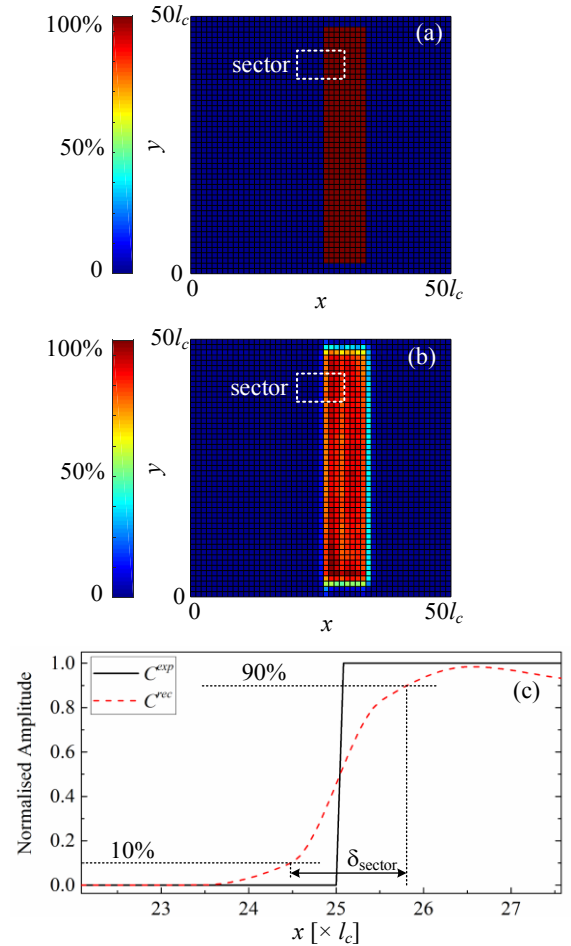 100%
50%
0
50l_c
y
0
x
50l_c
sector
(a)
100%
50%
0
50l_c
y
0
x
50l_c
sector
(b)
Normalised Amplitude
1.0
0.8
0.6
0.4
0.2
0.0
C^exp
C^rec
90%
(c)
10%
δ_sector
23 24 25 26 27
x [× l_c]